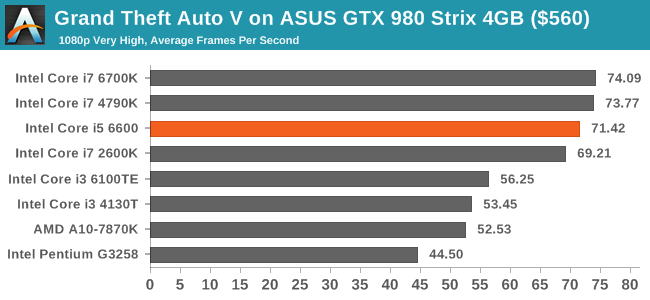 Grand Theft Auto V on ASUS GTX 980 Strix 4GB ($560)
1080p Very High, Average Frames Per Second
Intel Core i7 6700K 74.09
Intel Core i7 4790K 73.77
Intel Core i5 6600 71.42
Intel Core i7 2600K 69.21
Intel Core i3 6100TE 56.25
Intel Core i3 4130T 53.45
AMD A10-7870K 52.53
Intel Pentium G3258 44.50
0 5 10 15 20 25 30 35 40 45 50 55 60 65 70 75 80